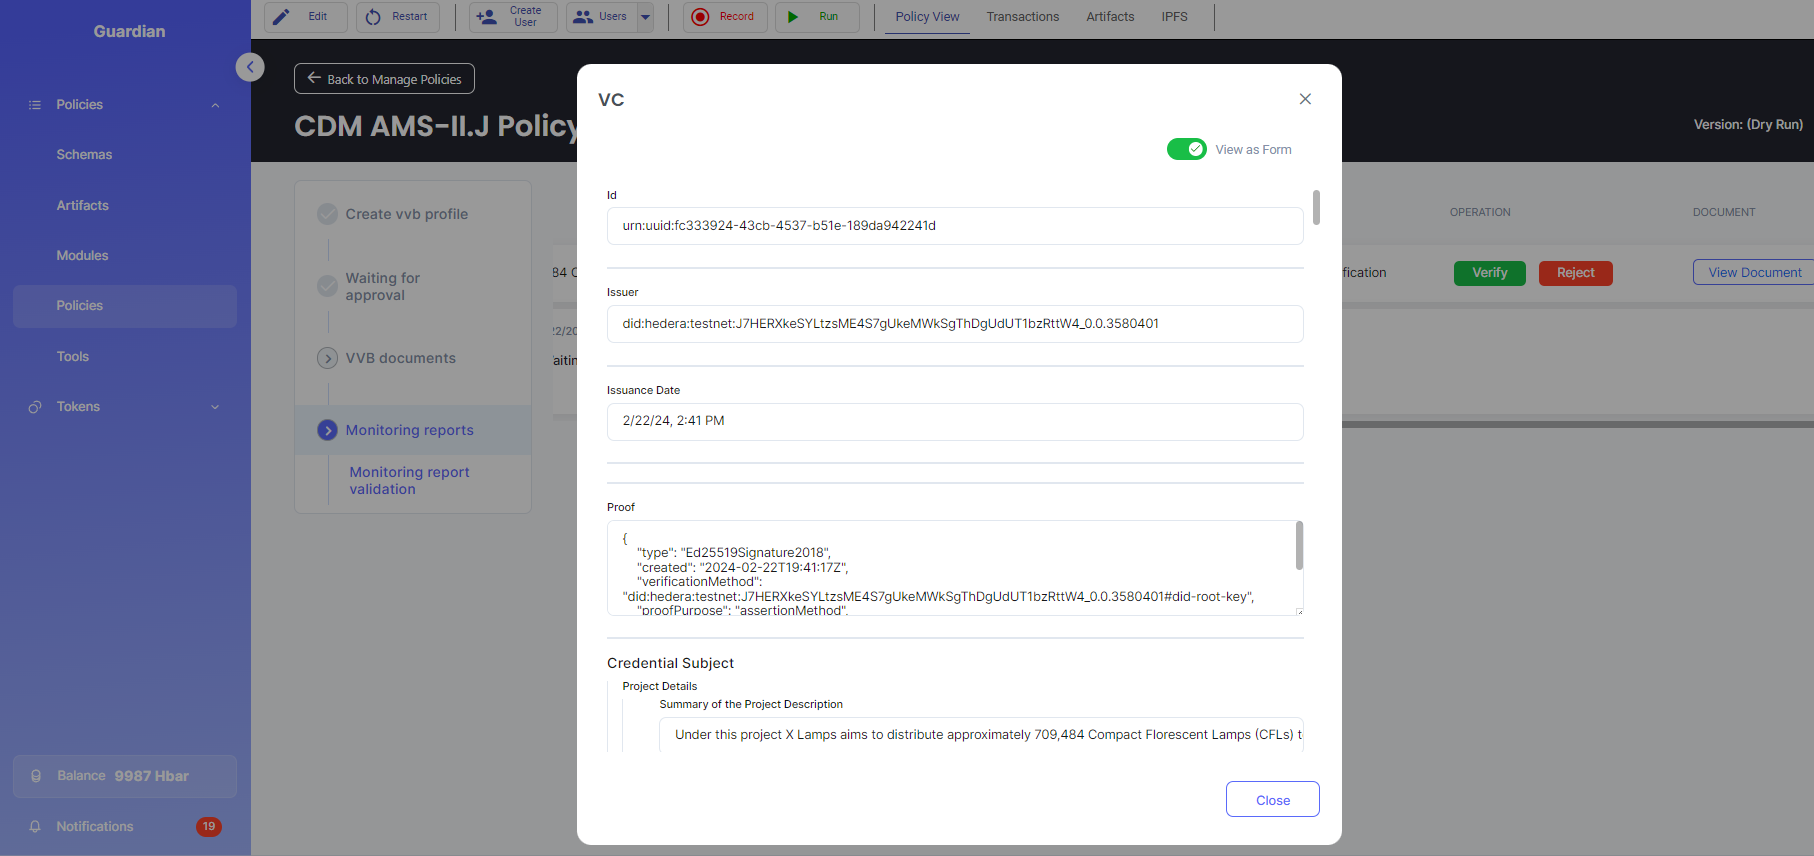 Guardian
Policies
Schemas
Artifacts
Modules
Policies
Tools
Tokens
Balance 9987 Hbar
Notifications 19
Edit
Restart
Create
User
Users
Record
Run
Policy View
Transactions
Artifacts
IPFS
Back to Manage Policies
CDM AMS-II.J Policy
Version: (Dry Run)
Create vvb profile
Waiting for
approval
VVB documents
Monitoring reports
Monitoring report
validation
OPERATION
DOCUMENT
84 C
fication
Verify
Reject
View Document
22/20
aitin
VC
View as Form
Id
urn:uuid:fc333924-43cb-4537-b51e-189da942241d
Issuer
did:hedera:testnet:J7HERXkeSYLtzsME4S7gUkeMWkSgThDgUdUT1bzRttW4_0.0.3580401
Issuance Date
2/22/24, 2:41 PM
Proof
{
"type": "Ed25519Signature2018",
"created": "2024-02-22T19:41:17Z",
"verificationMethod":
"did:hedera:testnet:J7HERXkeSYLtzsME4S7gUkeMWkSgThDgUdUT1bzRttW4_0.0.3580401#did-root-key",
"proofPurpose": "assertionMethod",
Credential Subject
Project Details
Summary of the Project Description
Under this project X Lamps aims to distribute approximately 709,484 Compact Florescent Lamps (CFLs) t
Close